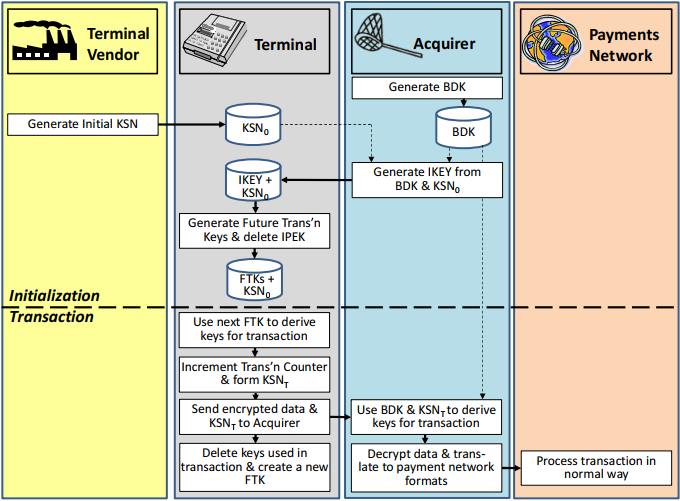 Terminal
Vendor
Terminal
Acquirer
Payments
Network
Generate BDK
Generate Initial KSN
KSN₀
BDK
IKEY +
KSN₀
Generate IKEY from
BDK & KSN₀
Generate Future Trans'n
Keys & delete IPEK
FTKs +
KSN₀
Initialization
Transaction
Use next FTK to derive
keys for transaction
Increment Trans'n Counter
& form KSN_T
Send encrypted data &
KSN_T to Acquirer
Use BDK & KSN_T to derive
keys for transaction
Delete keys used in
transaction & create a new
FTK
Decrypt data & trans-
late to payment network
formats
Process transaction in
normal way